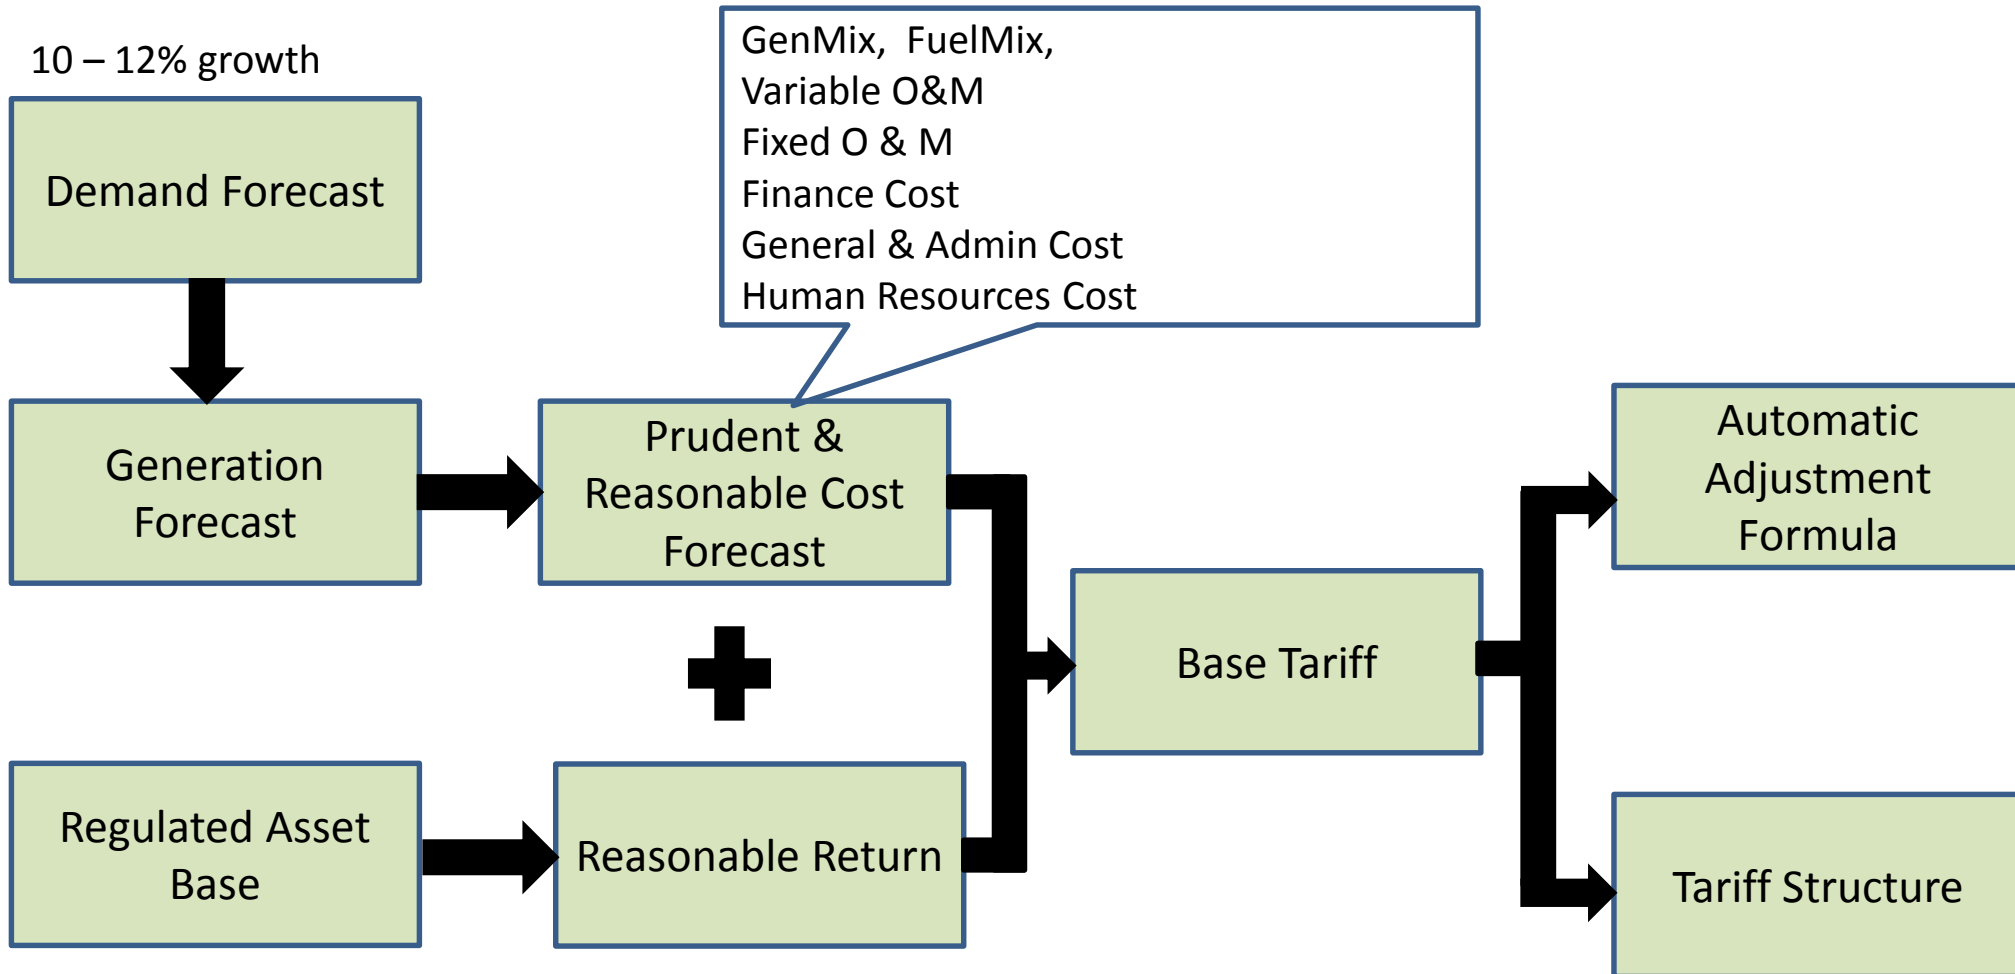 10 – 12% growth
Demand Forecast
GenMix,  FuelMix,
Variable O&M
Fixed O & M
Finance Cost
General & Admin Cost
Human Resources Cost
Generation
Forecast
Prudent &
Reasonable Cost
Forecast
Automatic
Adjustment
Formula
Base Tariff
Regulated Asset
Base
Reasonable Return
Tariff Structure